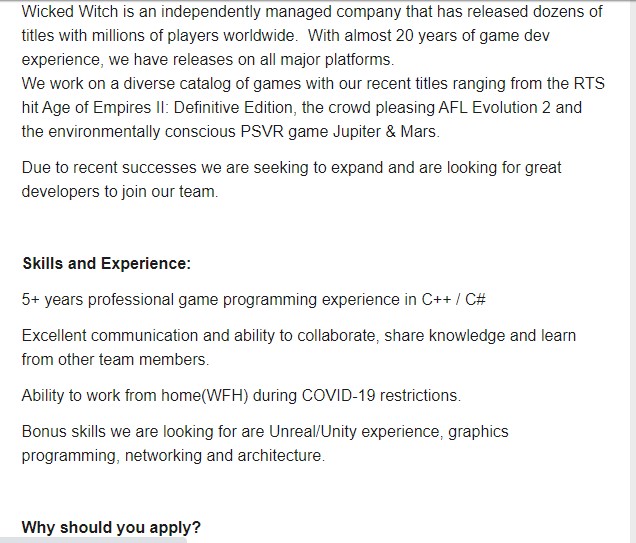 Wicked Witch is an independently managed company that has released dozens of
titles with millions of players worldwide.  With almost 20 years of game dev
experience, we have releases on all major platforms.
We work on a diverse catalog of games with our recent titles ranging from the RTS
hit Age of Empires II: Definitive Edition, the crowd pleasing AFL Evolution 2 and
the environmentally conscious PSVR game Jupiter & Mars.
Due to recent successes we are seeking to expand and are looking for great
developers to join our team.
Skills and Experience:
5+ years professional game programming experience in C++ / C#
Excellent communication and ability to collaborate, share knowledge and learn
from other team members.
Ability to work from home(WFH) during COVID-19 restrictions.
Bonus skills we are looking for are Unreal/Unity experience, graphics
programming, networking and architecture.
Why should you apply?